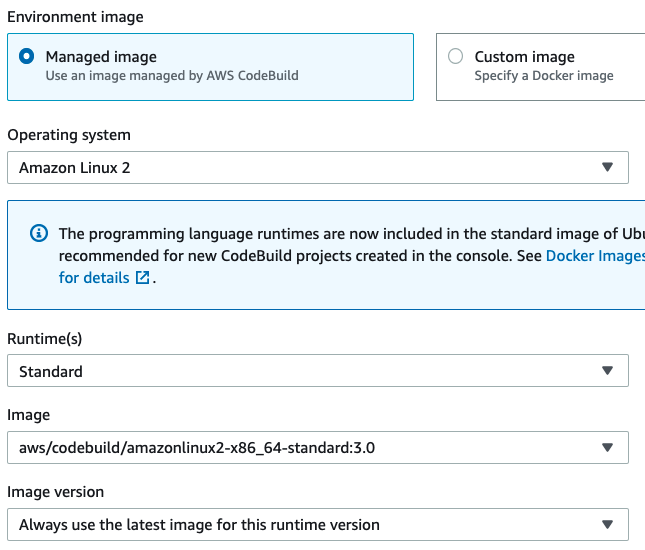 Environment image
Managed image
Use an image managed by AWS CodeBuild
Custom image
Specify a Docker image
Operating system
Amazon Linux 2
The programming language runtimes are now included in the standard image of
recommended for new CodeBuild projects created in the console. See Docker Images
for details .
Runtime(s)
Standard
Image
aws/codebuild/amazonlinux2-x86_64-standard:3.0
Image version
Always use the latest image for this runtime version